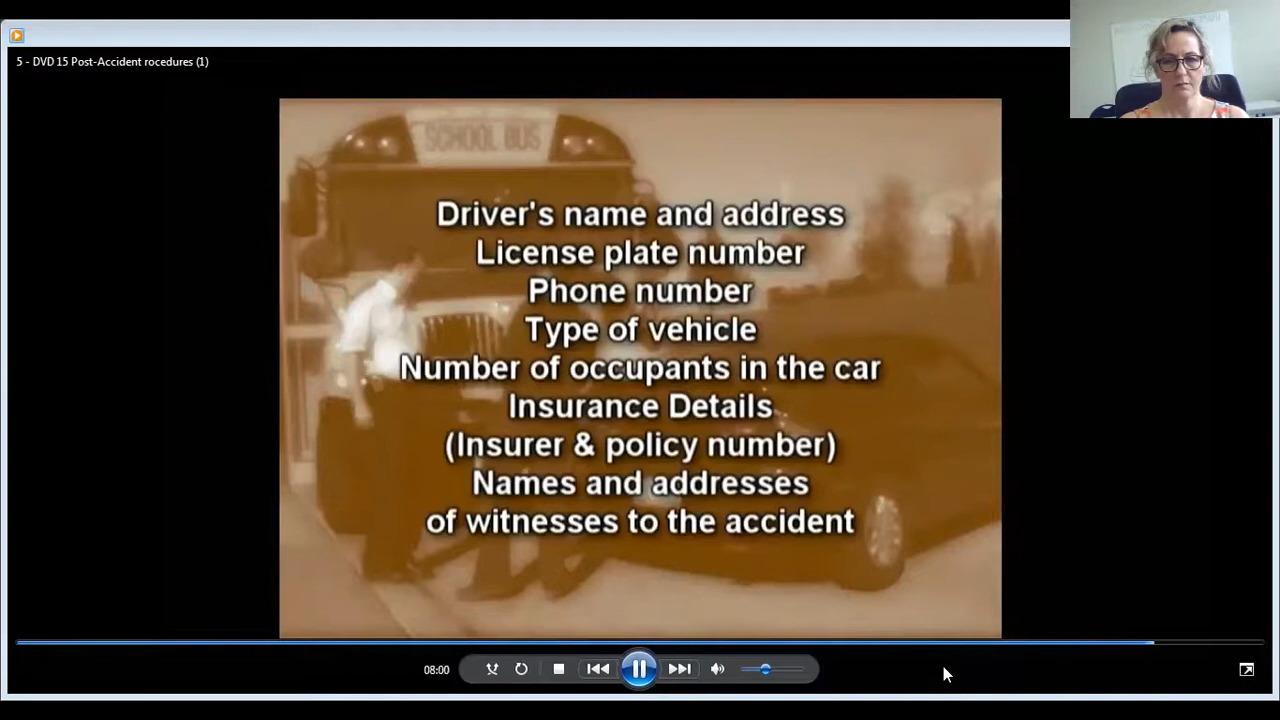 5 - DVD 15 Post-Accident rocedures (1)
SCHOOL BUS
Driver's name and address
License plate number
Phone number
Type of vehicle
Number of occupants in the car
Insurance Details
(Insurer & policy number)
Names and addresses
of witnesses to the accident
08:00